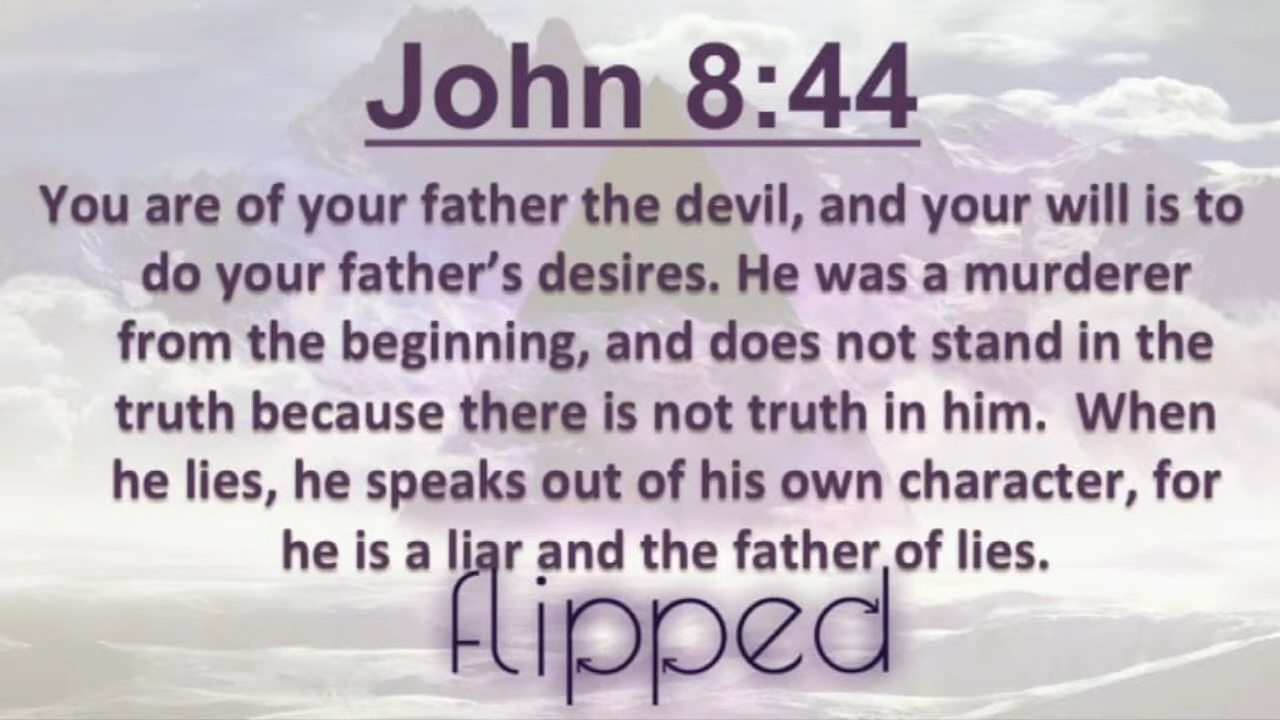 John 8:44
You are of your father the devil, and your will is to
do your father’s desires. He was a murderer
from the beginning, and does not stand in the
truth because there is not truth in him.  When
he lies, he speaks out of his own character, for
he is a liar and the father of lies.
flipped